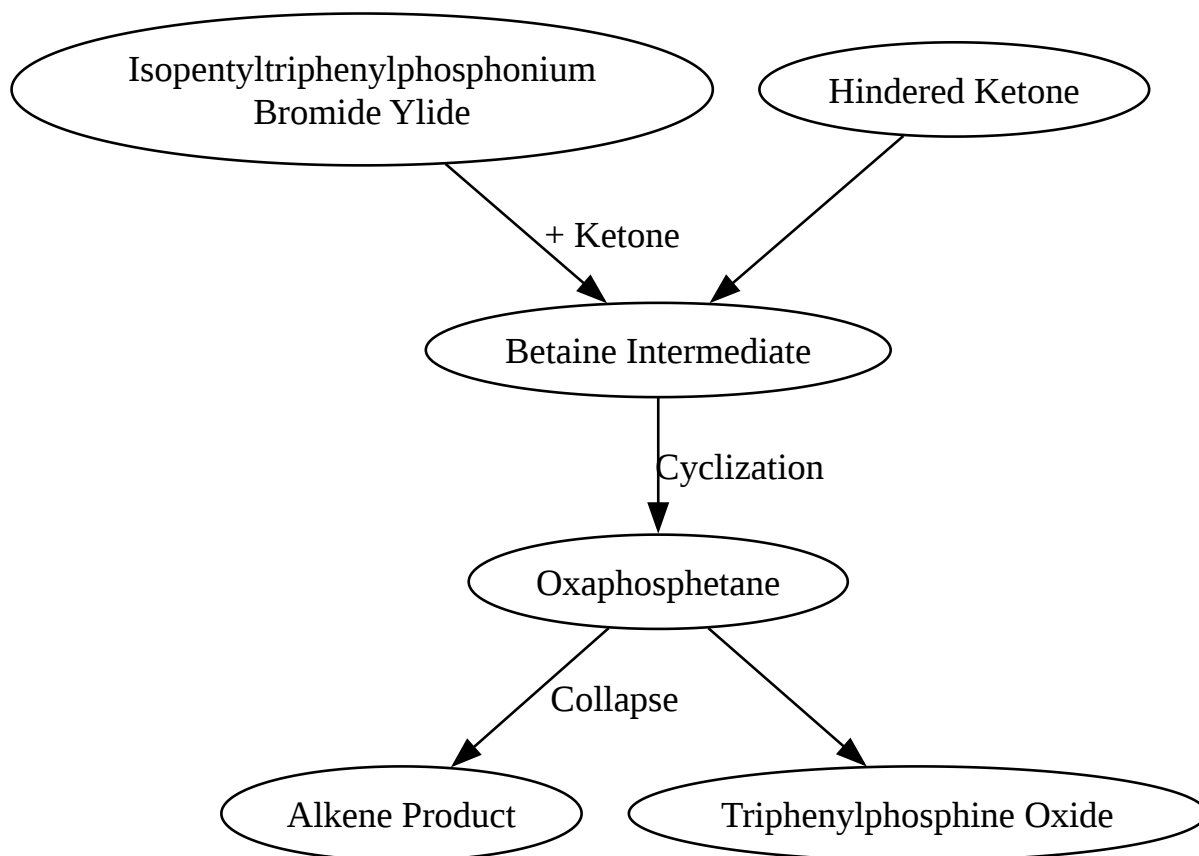 Isopentyltriphenylphosphonium
Bromide Ylide
Hindered Ketone
+ Ketone
Betaine Intermediate
Cyclization
Oxaphosphetane
Collapse
Alkene Product
Triphenylphosphine Oxide